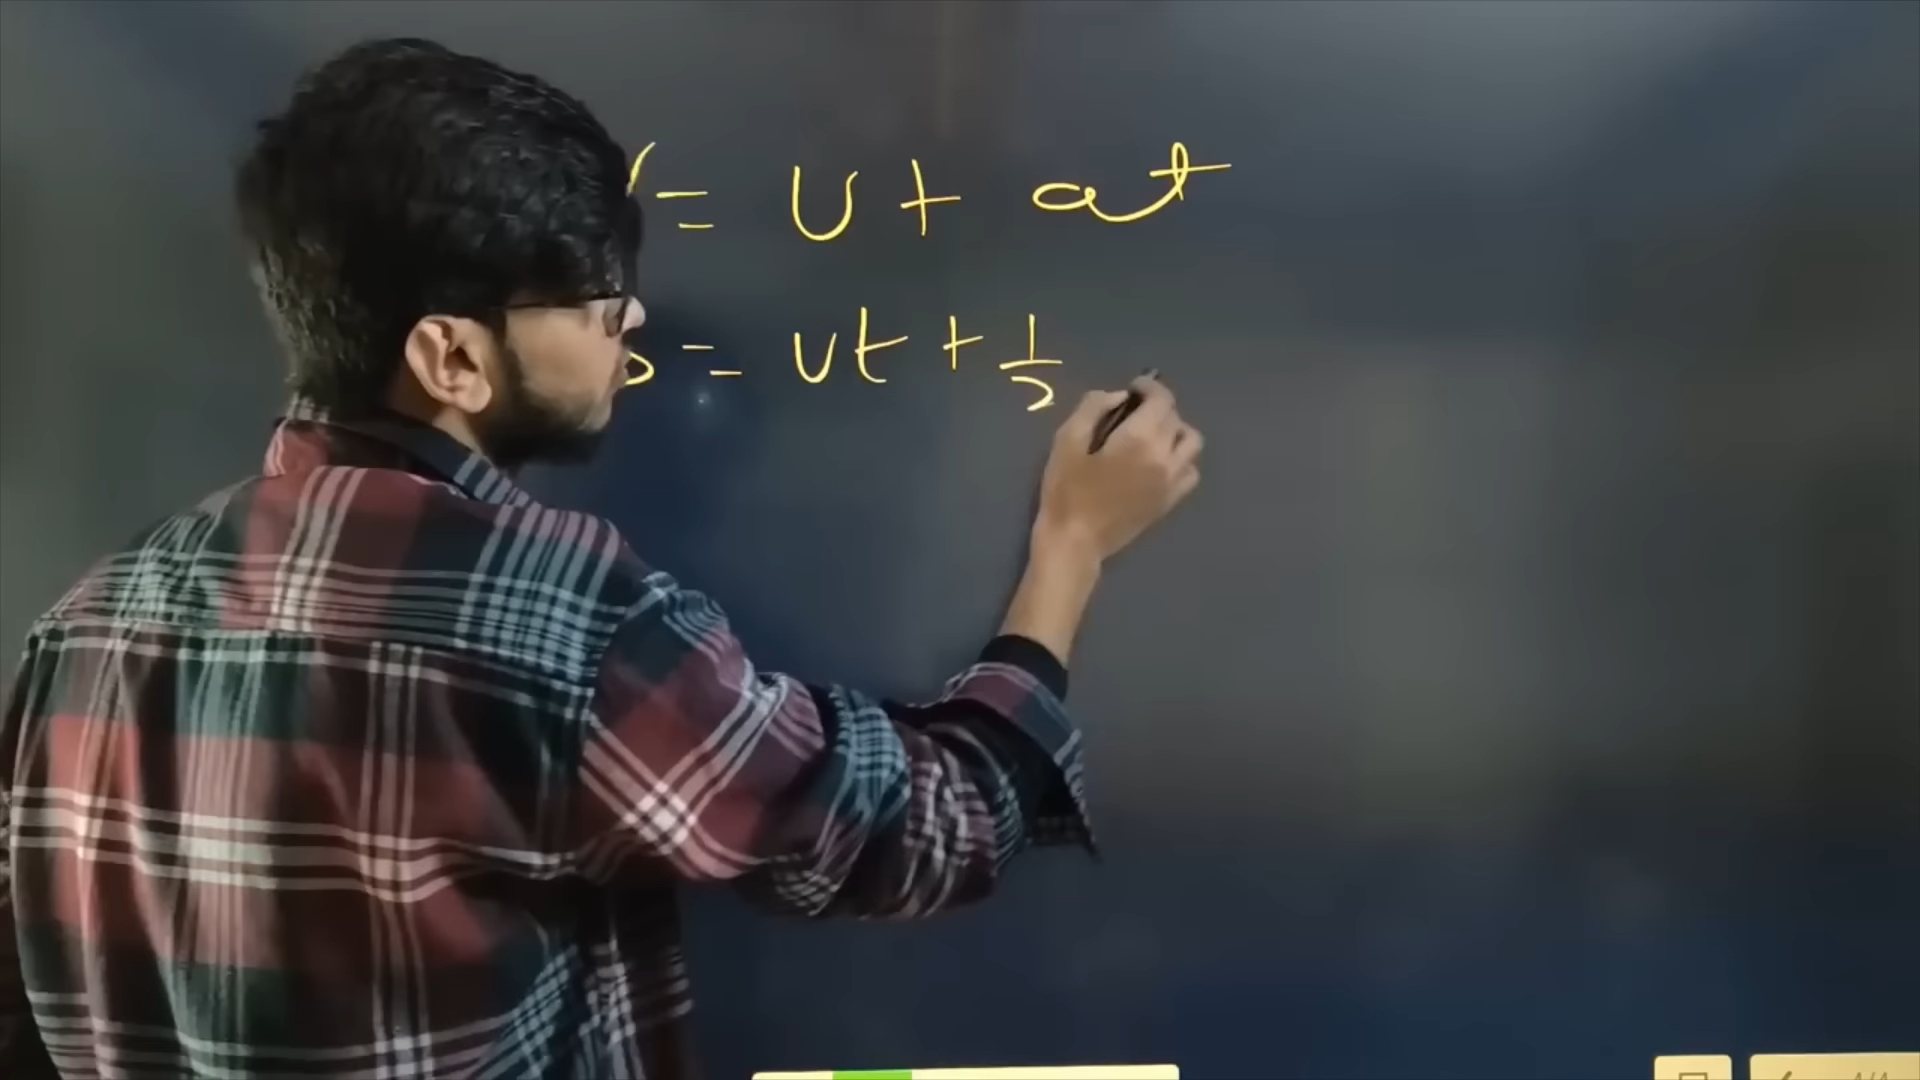 V = u + at
s = ut + 1/2